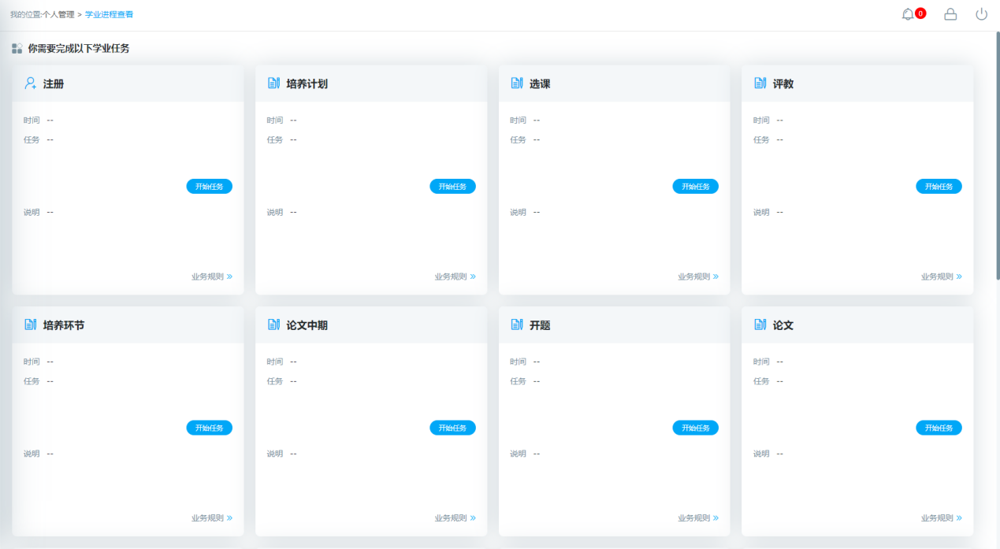 我的位置:个人管理 > 学业进程查看
0
你需要完成以下学业任务
注册 培养计划 选课 评教
时间 -- 时间 -- 时间 -- 时间 --
任务 -- 任务 -- 任务 -- 任务 --
开始任务 开始任务 开始任务 开始任务
说明 -- 说明 -- 说明 -- 说明 --
业务规则 » 业务规则 » 业务规则 » 业务规则 »
培养环节 论文中期 开题 论文
时间 -- 时间 -- 时间 -- 时间 --
任务 -- 任务 -- 任务 -- 任务 --
开始任务 开始任务 开始任务 开始任务
说明 -- 说明 -- 说明 -- 说明 --
业务规则 » 业务规则 » 业务规则 » 业务规则 »